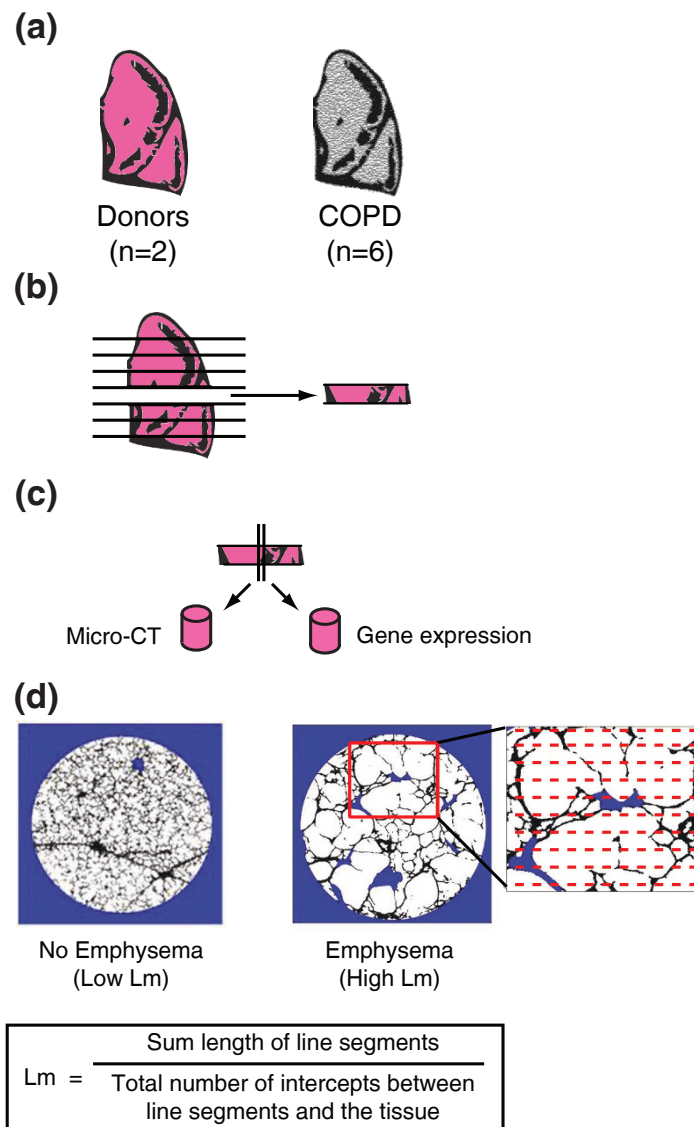 (a)
Donors
(n=2)
COPD
(n=6)
(b)
(c)
Micro-CT
Gene expression
(d)
No Emphysema
(Low Lm)
Emphysema
(High Lm)
Lm =
Sum length of line segments
Total number of intercepts between
line segments and the tissue